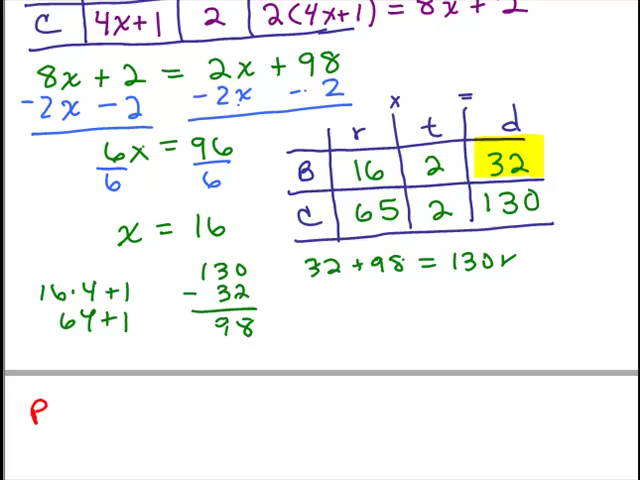 C 4x+1 2 2(4x+1) = 8x + 2
8x + 2 = 2x + 98
-2x - 2 -2x - 2
6x = 96
6 6
x = 16
16·4+1
64+1
130
- 32
98
x =
r t d
B 16 2 32
C 65 2 130
32 + 98 = 130✓
P